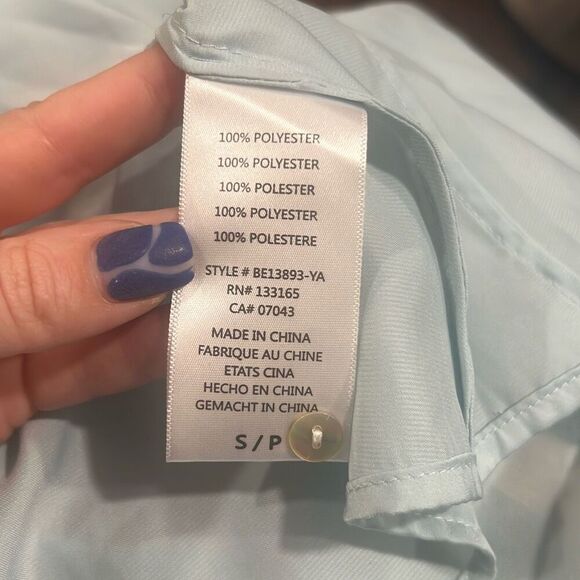 100% POLYESTER
100% POLYESTER
100% POLESTER
100% POLYESTER
100% POLESTERE
STYLE # BE13893-YA
RN# 133165
CA# 07043
MADE IN CHINA
FABRIQUE AU CHINE
ETATS CINA
HECHO EN CHINA
GEMACHT IN CHINA
S / P